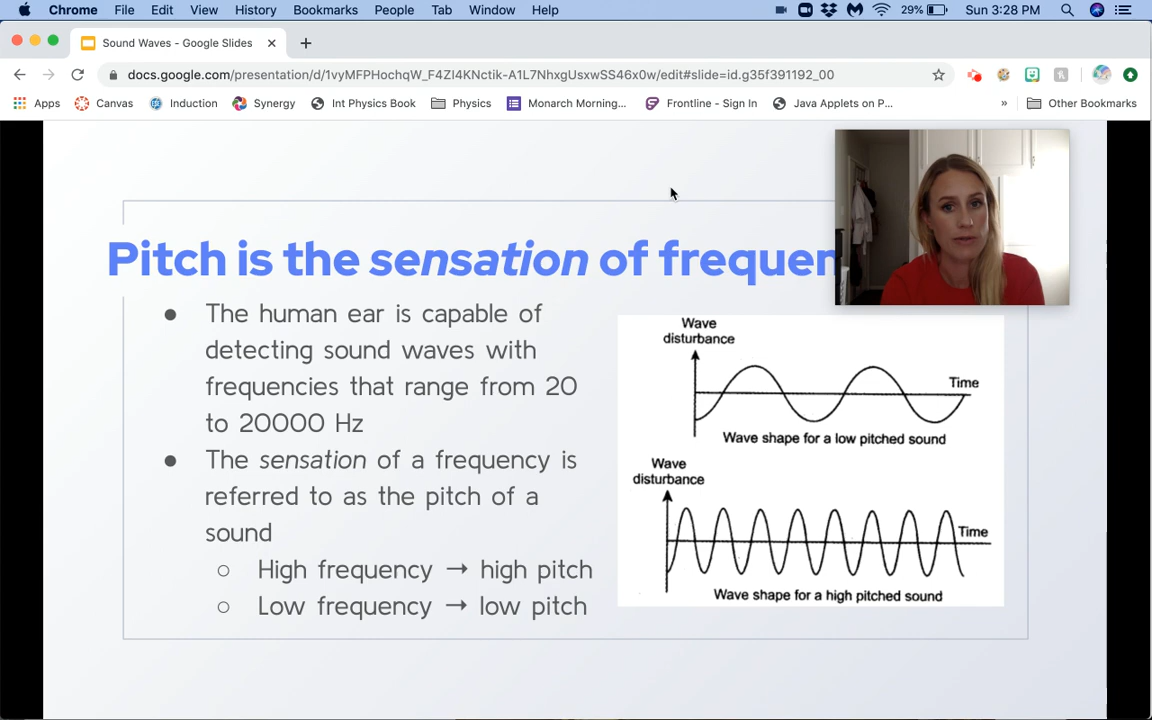 Chrome File Edit View History Bookmarks People Tab Window Help 29% Sun 3:28 PM
Sound Waves - Google Slides
docs.google.com/presentation/d/1vyMFPHochqW_F4ZI4KNctik-A1L7NhxgUsxwSS46x0w/edit#slide=id.g35f391192_00
Apps Canvas Induction Synergy Int Physics Book Physics Monarch Morning... Frontline - Sign In Java Applets on P... » Other Bookmarks
Pitch is the sensation of frequen
● The human ear is capable of
detecting sound waves with
frequencies that range from 20
to 20000 Hz
● The sensation of a frequency is
referred to as the pitch of a
sound
○ High frequency → high pitch
○ Low frequency → low pitch
Wave
disturbance
Time
Wave shape for a low pitched sound
Wave
disturbance
Time
Wave shape for a high pitched sound